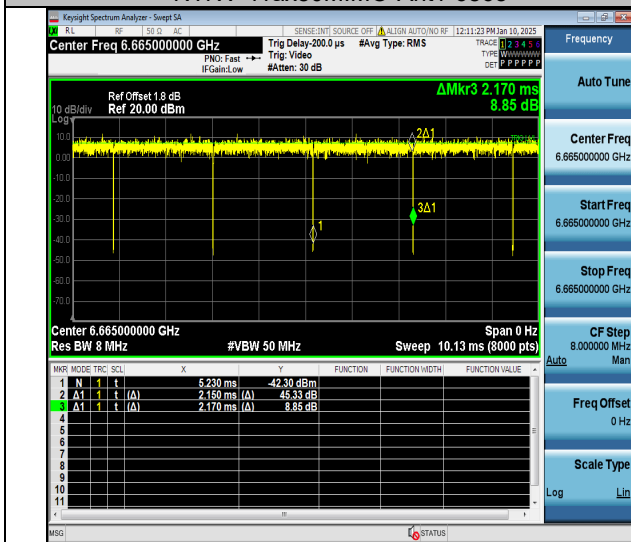 Keysight Spectrum Analyzer - Swept SA
RL RF 50 Ω AC SENSE:INT SOURCE OFF ALIGN AUTO/NO RF 12:11:23 PM Jan 10, 2025
Center Freq 6.665000000 GHz
PNO: Fast
IFGain:Low
Trig Delay-200.0 µs
Trig: Video
#Atten: 30 dB
#Avg Type: RMS
TRACE 1 2 3 4 5 6
TYPE WWWWWW
DET P P P P P P
Frequency
Auto Tune
Center Freq
6.665000000 GHz
Start Freq
6.665000000 GHz
Stop Freq
6.665000000 GHz
CF Step
8.000000 MHz
Auto Man
Freq Offset
0 Hz
Scale Type
Log Lin
ΔMkr3 2.170 ms
8.85 dB
Ref Offset 1.8 dB
10 dB/div Ref 20.00 dBm
Log
10.0
0.00
-10.0
-20.0
-30.0
-40.0
-50.0
-60.0
-70.0
2Δ1
3Δ1
1
Center 6.665000000 GHz Span 0 Hz
Res BW 8 MHz #VBW 50 MHz Sweep 10.13 ms (8000 pts)
MKR MODE TRC SCL X Y FUNCTION FUNCTION WIDTH FUNCTION VALUE
1 N 1 t 5.230 ms -42.30 dBm
2 Δ1 1 t (Δ) 2.150 ms (Δ) 45.33 dB
3 Δ1 1 t (Δ) 2.170 ms (Δ) 8.85 dB
4
5
6
7
8
9
10
11
MSG STATUS